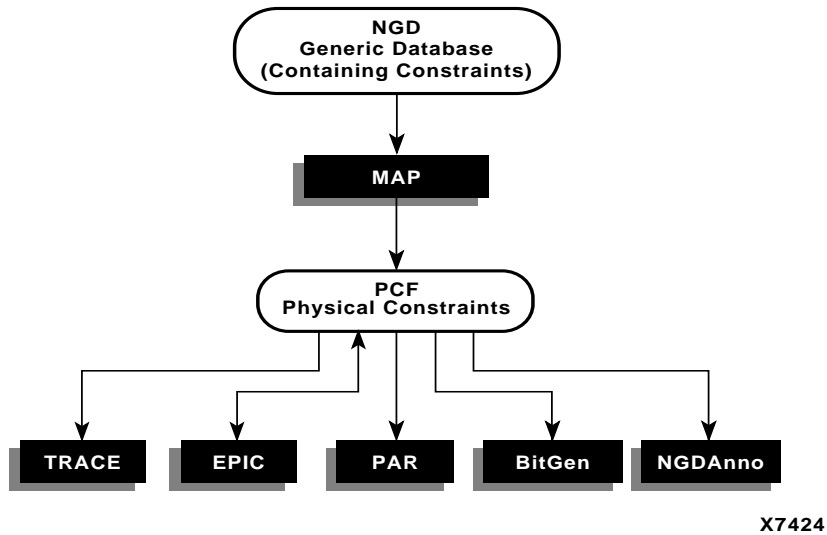 NGD
Generic Database
(Containing Constraints)
MAP
PCF
Physical Constraints
TRACE
EPIC
PAR
BitGen
NGDAnno
X7424